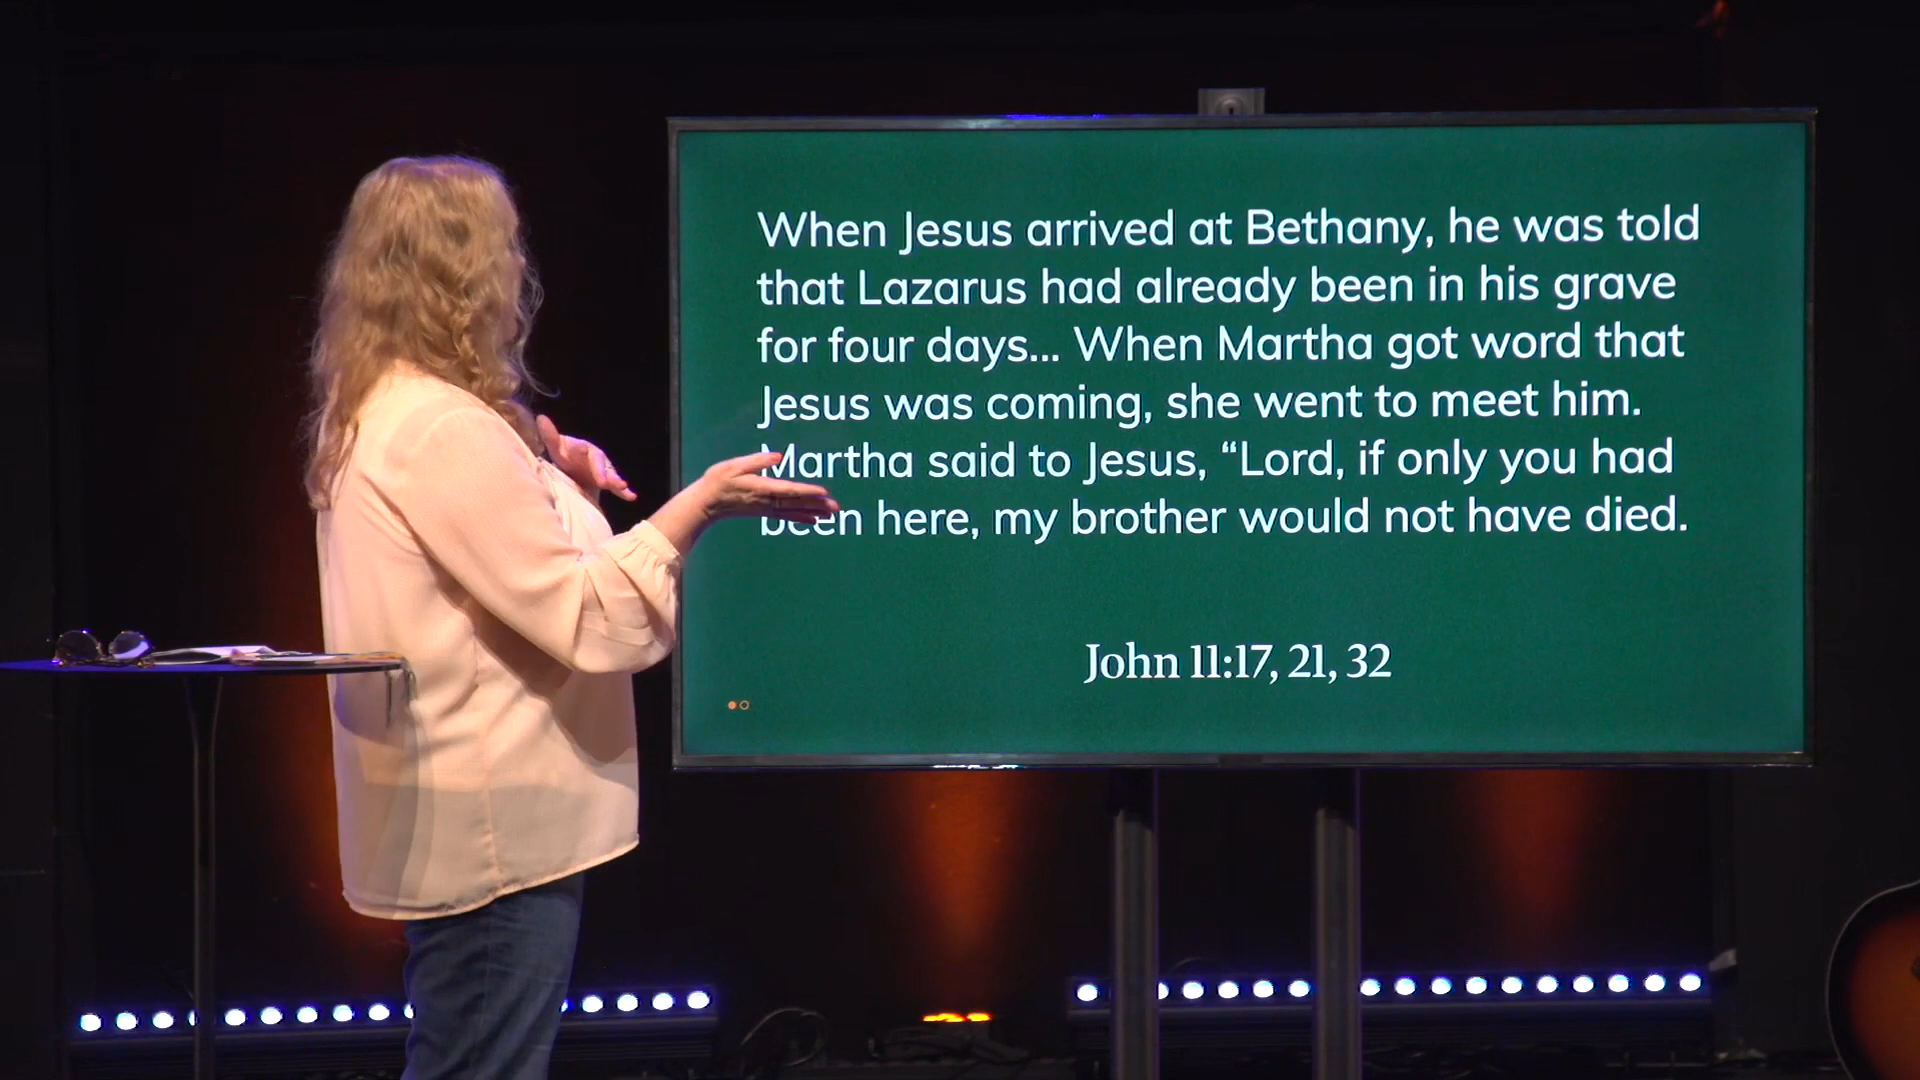 When Jesus arrived at Bethany, he was told
that Lazarus had already been in his grave
for four days... When Martha got word that
Jesus was coming, she went to meet him.
Martha said to Jesus, “Lord, if only you had
been here, my brother would not have died.
John 11:17, 21, 32